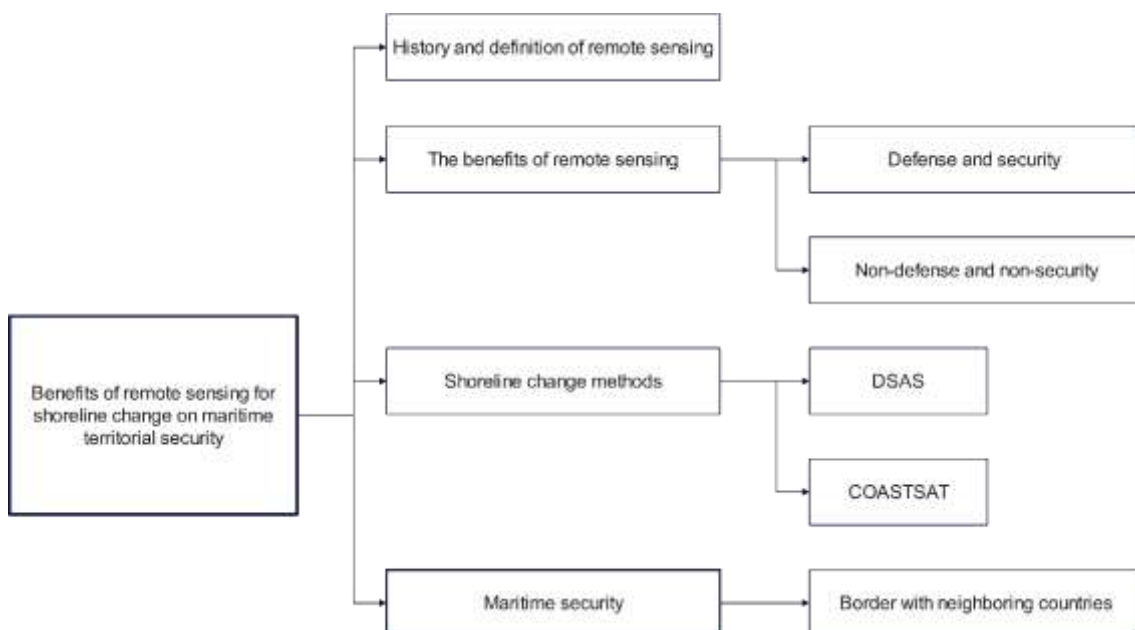 History and definition of remote sensing
The benefits of remote sensing
Defense and security
Non-defense and non-security
Benefits of remote sensing for
shoreline change on maritime
territorial security
Shoreline change methods
DSAS
COASTSAT
Maritime security
Border with neighboring countries